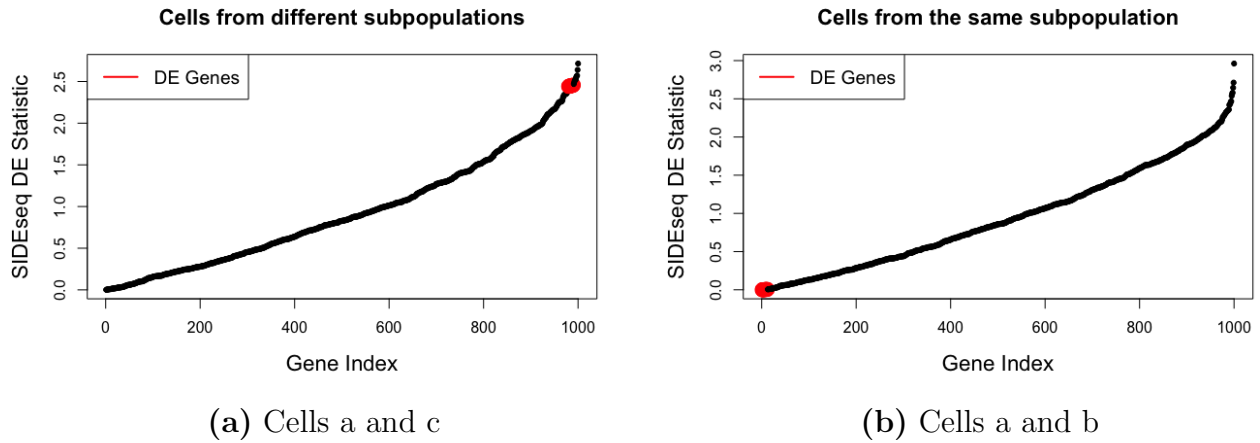 Cells from different subpopulations
SIDEseq DE Statistic
DE Genes
2.5
2.0
1.5
1.0
0.5
0.0
0 200 400 600 800 1000
Gene Index
(a) Cells a and c
Cells from the same subpopulation
SIDEseq DE Statistic
DE Genes
3.0
2.5
2.0
1.5
1.0
0.5
0.0
0 200 400 600 800 1000
Gene Index
(b) Cells a and b